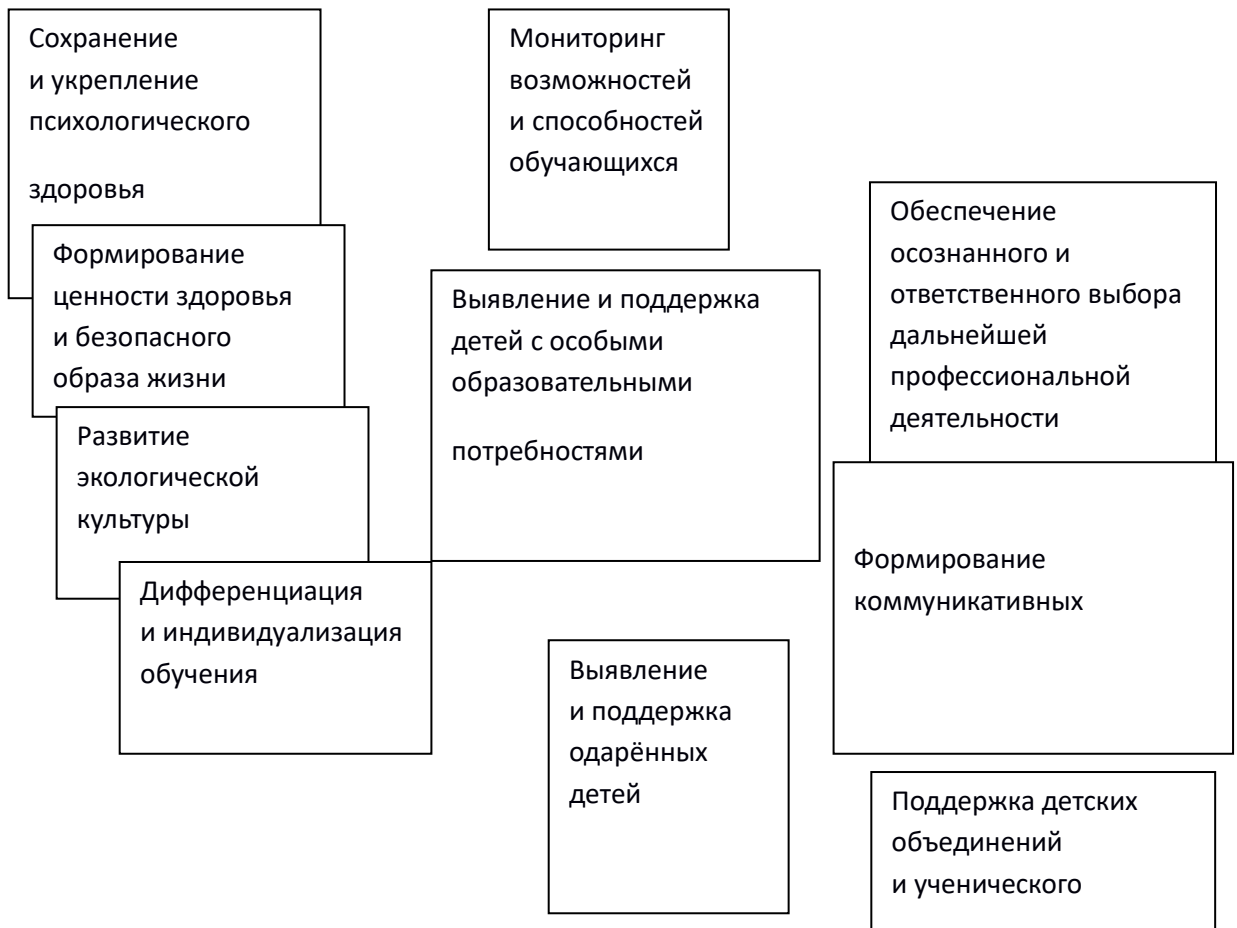 Сохранение
и укрепление
психологического
здоровья
Формирование
ценности здоровья
и безопасного
образа жизни
Развитие
экологической
культуры
Дифференциация
и индивидуализация
обучения
Мониторинг
возможностей
и способностей
обучающихся
Выявление и поддержка
детей с особыми
образовательными
потребностями
Выявление
и поддержка
одарённых
детей
Обеспечение
осознанного и
ответственного выбора
дальнейшей
профессиональной
деятельности
Формирование
коммуникативных
Поддержка детских
объединений
и ученического